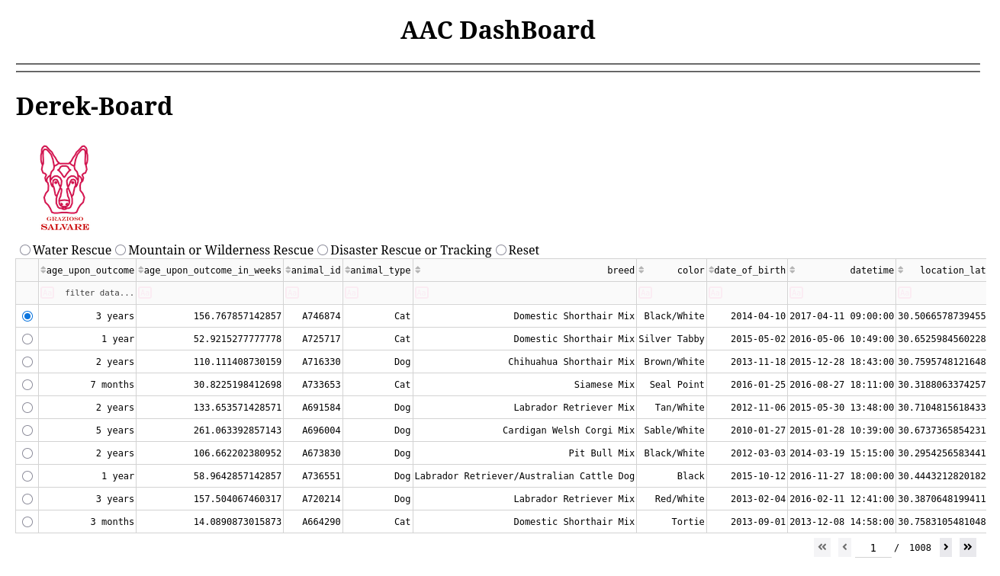 AAC DashBoard
Derek-Board
GRAZIOSO
SALVARE
Water Rescue Mountain or Wilderness Rescue Disaster Rescue or Tracking Reset
age_upon_outcome age_upon_outcome_in_weeks animal_id animal_type breed color date_of_birth datetime location_lat
Aa filter data... Aa Aa Aa Aa Aa Aa Aa Aa
3 years 156.767857142857 A746874 Cat Domestic Shorthair Mix Black/White 2014-04-10 2017-04-11 09:00:00 30.5066578739455
1 year 52.9215277777778 A725717 Cat Domestic Shorthair Mix Silver Tabby 2015-05-02 2016-05-06 10:49:00 30.6525984560228
2 years 110.111408730159 A716330 Dog Chihuahua Shorthair Mix Brown/White 2013-11-18 2015-12-28 18:43:00 30.7595748121648
7 months 30.8225198412698 A733653 Cat Siamese Mix Seal Point 2016-01-25 2016-08-27 18:11:00 30.3188063374257
2 years 133.653571428571 A691584 Dog Labrador Retriever Mix Tan/White 2012-11-06 2015-05-30 13:48:00 30.7104815618433
5 years 261.063392857143 A696004 Dog Cardigan Welsh Corgi Mix Sable/White 2010-01-27 2015-01-28 10:39:00 30.6737365854231
2 years 106.662202380952 A673830 Dog Pit Bull Mix Black/White 2012-03-03 2014-03-19 15:15:00 30.2954256583441
1 year 58.9642857142857 A736551 Dog Labrador Retriever/Australian Cattle Dog Black 2015-10-12 2016-11-27 18:00:00 30.4443212820182
3 years 157.504067460317 A720214 Dog Labrador Retriever Mix Red/White 2013-02-04 2016-02-11 12:41:00 30.3870648199411
3 months 14.0890873015873 A664290 Cat Domestic Shorthair Mix Tortie 2013-09-01 2013-12-08 14:58:00 30.7583105481048
1 / 1008